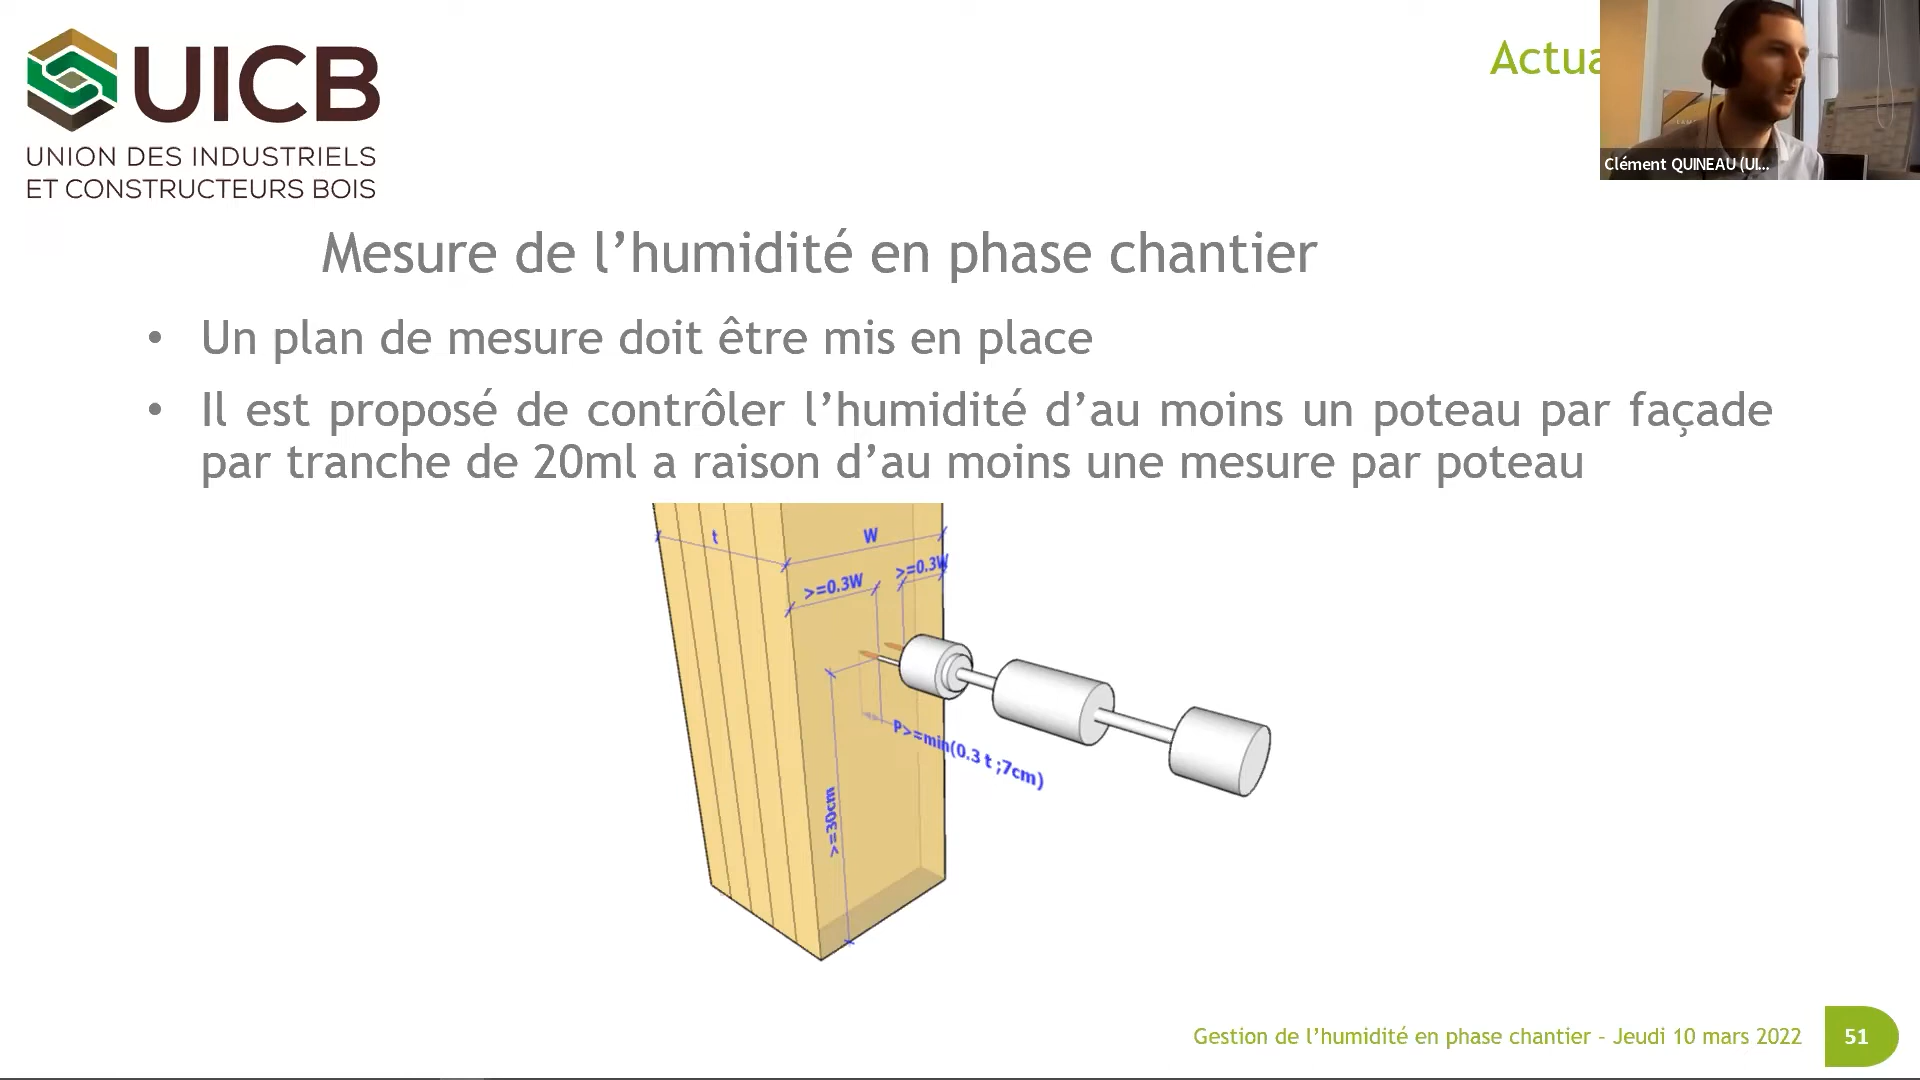 UICB
UNION DES INDUSTRIELS
ET CONSTRUCTEURS BOIS
Clément QUINEAU (UI...
Mesure de l’humidité en phase chantier
• Un plan de mesure doit être mis en place
• Il est proposé de contrôler l’humidité d’au moins un poteau par façade
par tranche de 20ml a raison d’au moins une mesure par poteau
t
W
>=0.3W
>=0.3W
P>=min(0.3 t ;7cm)
>=30cm
Gestion de l’humidité en phase chantier – Jeudi 10 mars 2022
51